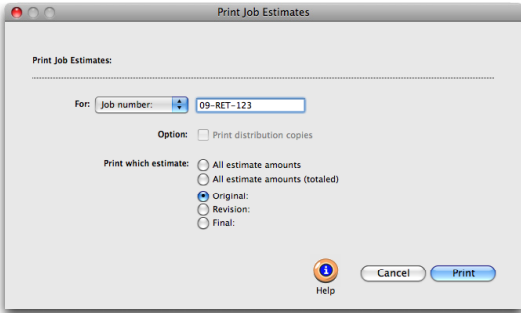 Print Job Estimates
Print Job Estimates:
For: Job number: 09-RET-123
Option: Print distribution copies
Print which estimate: All estimate amounts
All estimate amounts (totaled)
Original:
Revision:
Final:
Cancel Print
Help